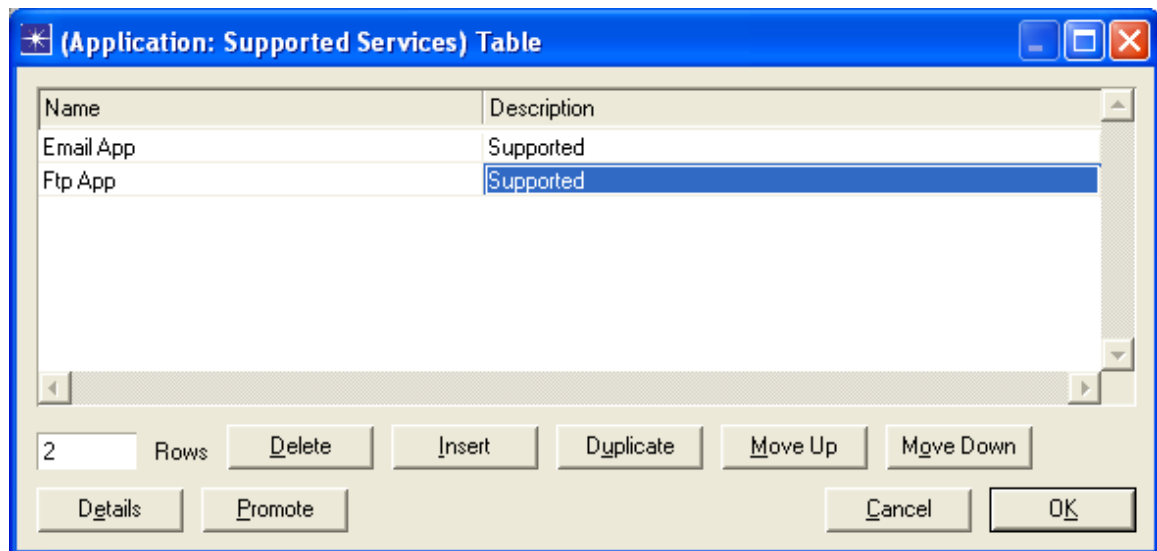 (Application: Supported Services) Table
Name Description
Email App Supported
Ftp App Supported
2 Rows Delete Insert Duplicate Move Up Move Down
Details Promote Cancel OK